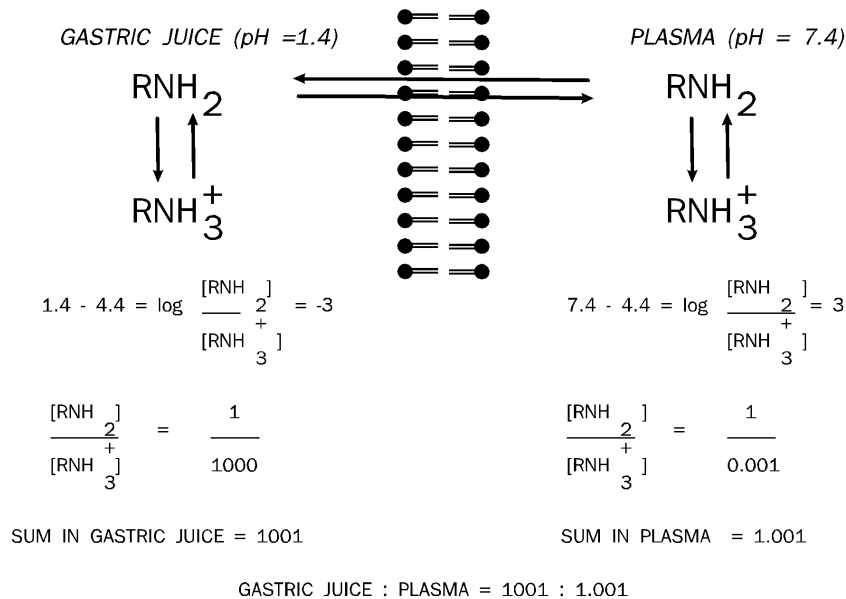 GASTRIC JUICE (pH =1.4)
PLASMA (pH = 7.4)
RNH2
RNH3+
RNH2
RNH3+
1.4 - 4.4 = log [RNH2] / [RNH3+] = -3
7.4 - 4.4 = log [RNH2] / [RNH3+] = 3
[RNH2] / [RNH3+] = 1 / 1000
[RNH2] / [RNH3+] = 1 / 0.001
SUM IN GASTRIC JUICE = 1001
SUM IN PLASMA = 1.001
GASTRIC JUICE : PLASMA = 1001 : 1.001